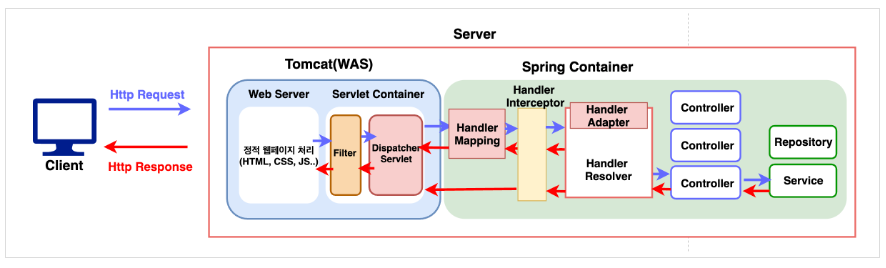 Server
Tomcat(WAS)
Spring Container
Http Request
Client
Http Response
Web Server
Servlet Container
정적 웹페이지 처리
(HTML, CSS, JS..)
Filter
Dispatcher
Servlet
Handler
Mapping
Handler
Interceptor
Handler
Adapter
Handler
Resolver
Controller
Controller
Controller
Repository
Service